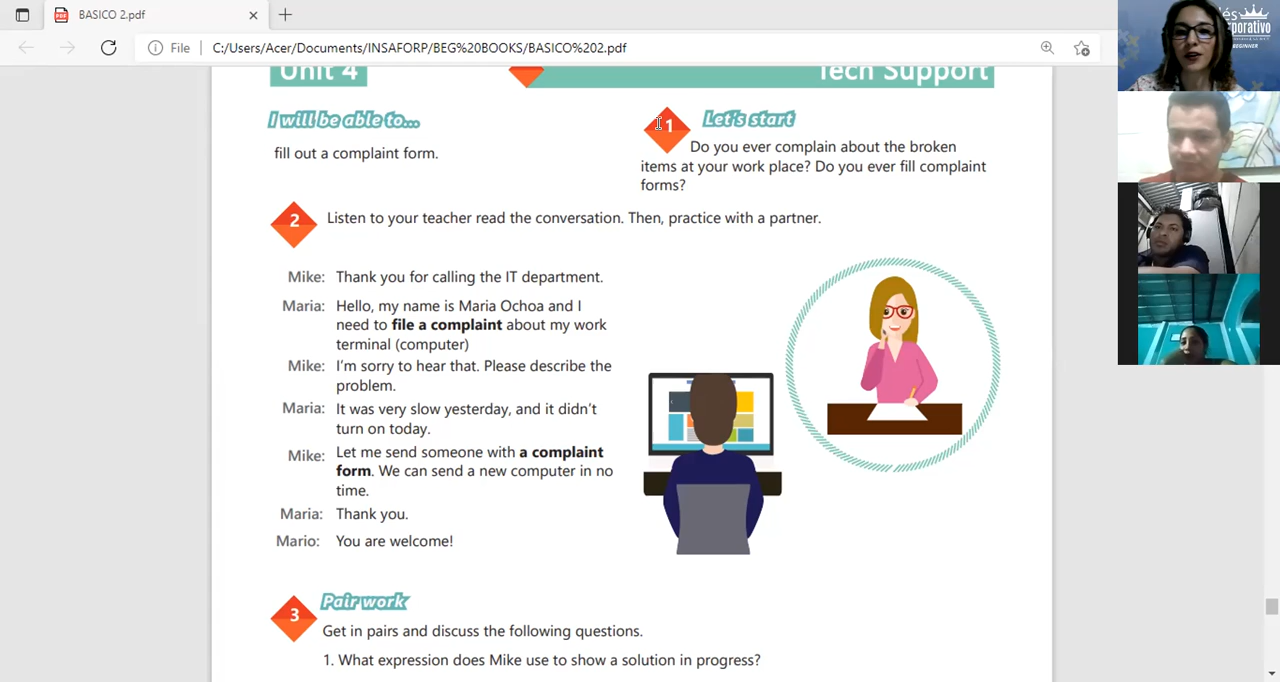 BASICO 2.pdf
File
C:/Users/Acer/Documents/INSAFORP/BEG%20BOOKS/BASICO%202.pdf
Unit 4
Tech Support
I will be able to...
fill out a complaint form.
1
Let's start
Do you ever complain about the broken
items at your work place? Do you ever fill complaint
forms?
2
Listen to your teacher read the conversation. Then, practice with a partner.
Mike: Thank you for calling the IT department.
Maria: Hello, my name is Maria Ochoa and I
need to file a complaint about my work
terminal (computer)
Mike: I'm sorry to hear that. Please describe the
problem.
Maria: It was very slow yesterday, and it didn't
turn on today.
Mike: Let me send someone with a complaint
form. We can send a new computer in no
time.
Maria: Thank you.
Mario: You are welcome!
3
Pair work
Get in pairs and discuss the following questions.
1. What expression does Mike use to show a solution in progress?
BEGINNER